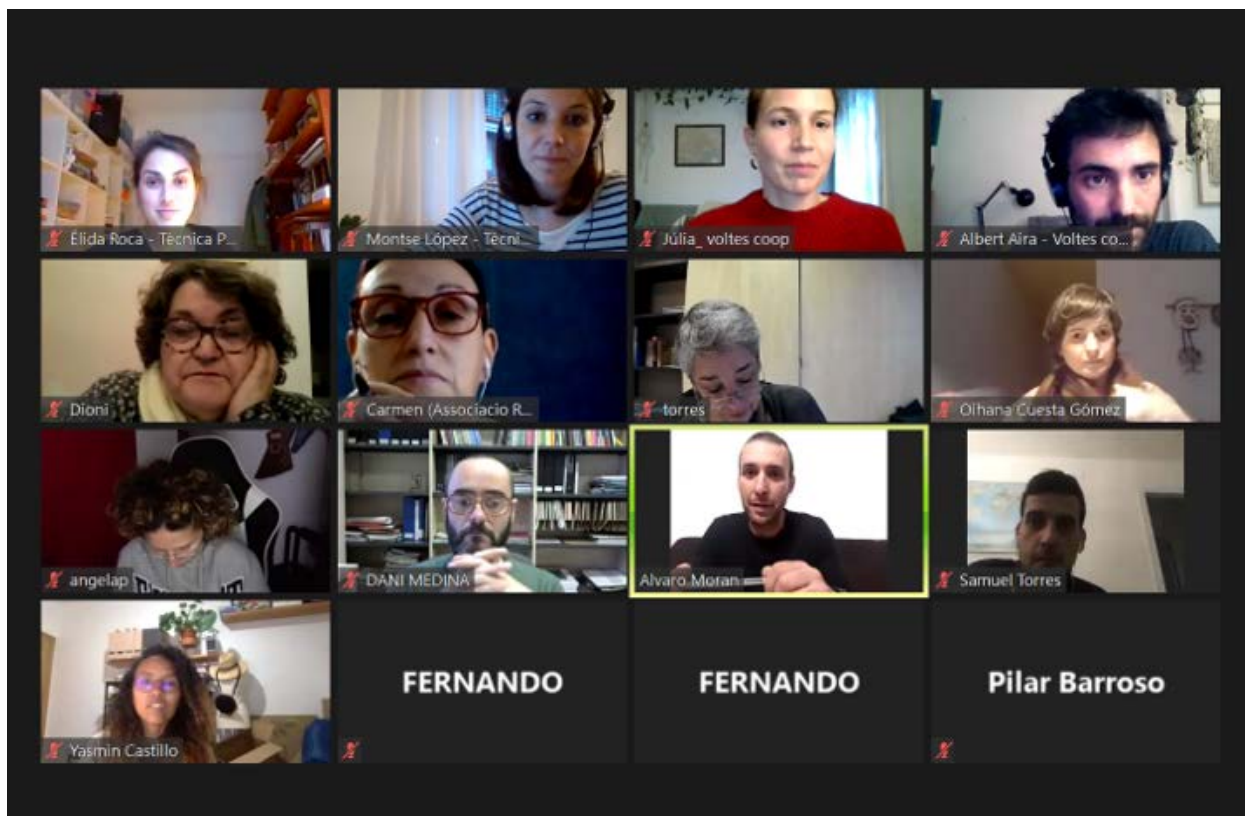 Élida Roca - Tècnica P...
Montse López - Tècni...
Júlia_ voltes coop
Albert Aira - Voltes co...
Dioni
Carmen (Associacio R...
torres
Olhana Cuesta Gómez
angelap
DANI MEDINA
Alvaro Moran
Samuel Torres
Yasmin Castillo
FERNANDO
FERNANDO
Pilar Barroso